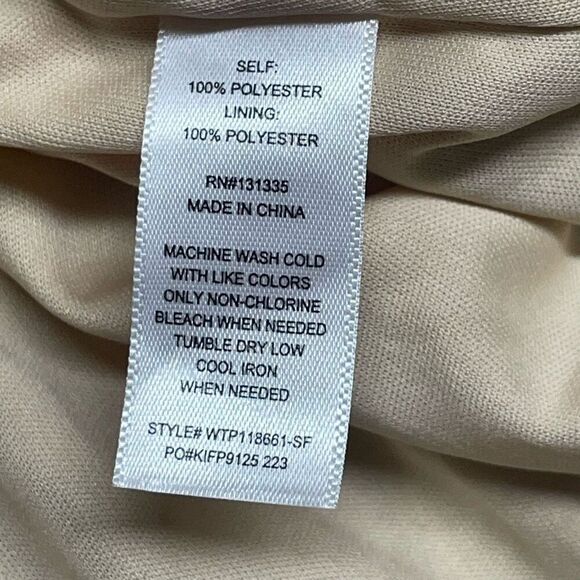 SELF:
100% POLYESTER
LINING:
100% POLYESTER
RN#131335
MADE IN CHINA
MACHINE WASH COLD
WITH LIKE COLORS
ONLY NON-CHLORINE
BLEACH WHEN NEEDED
TUMBLE DRY LOW
COOL IRON
WHEN NEEDED
STYLE# WTP118661-SF
PO#KIFP9125 223